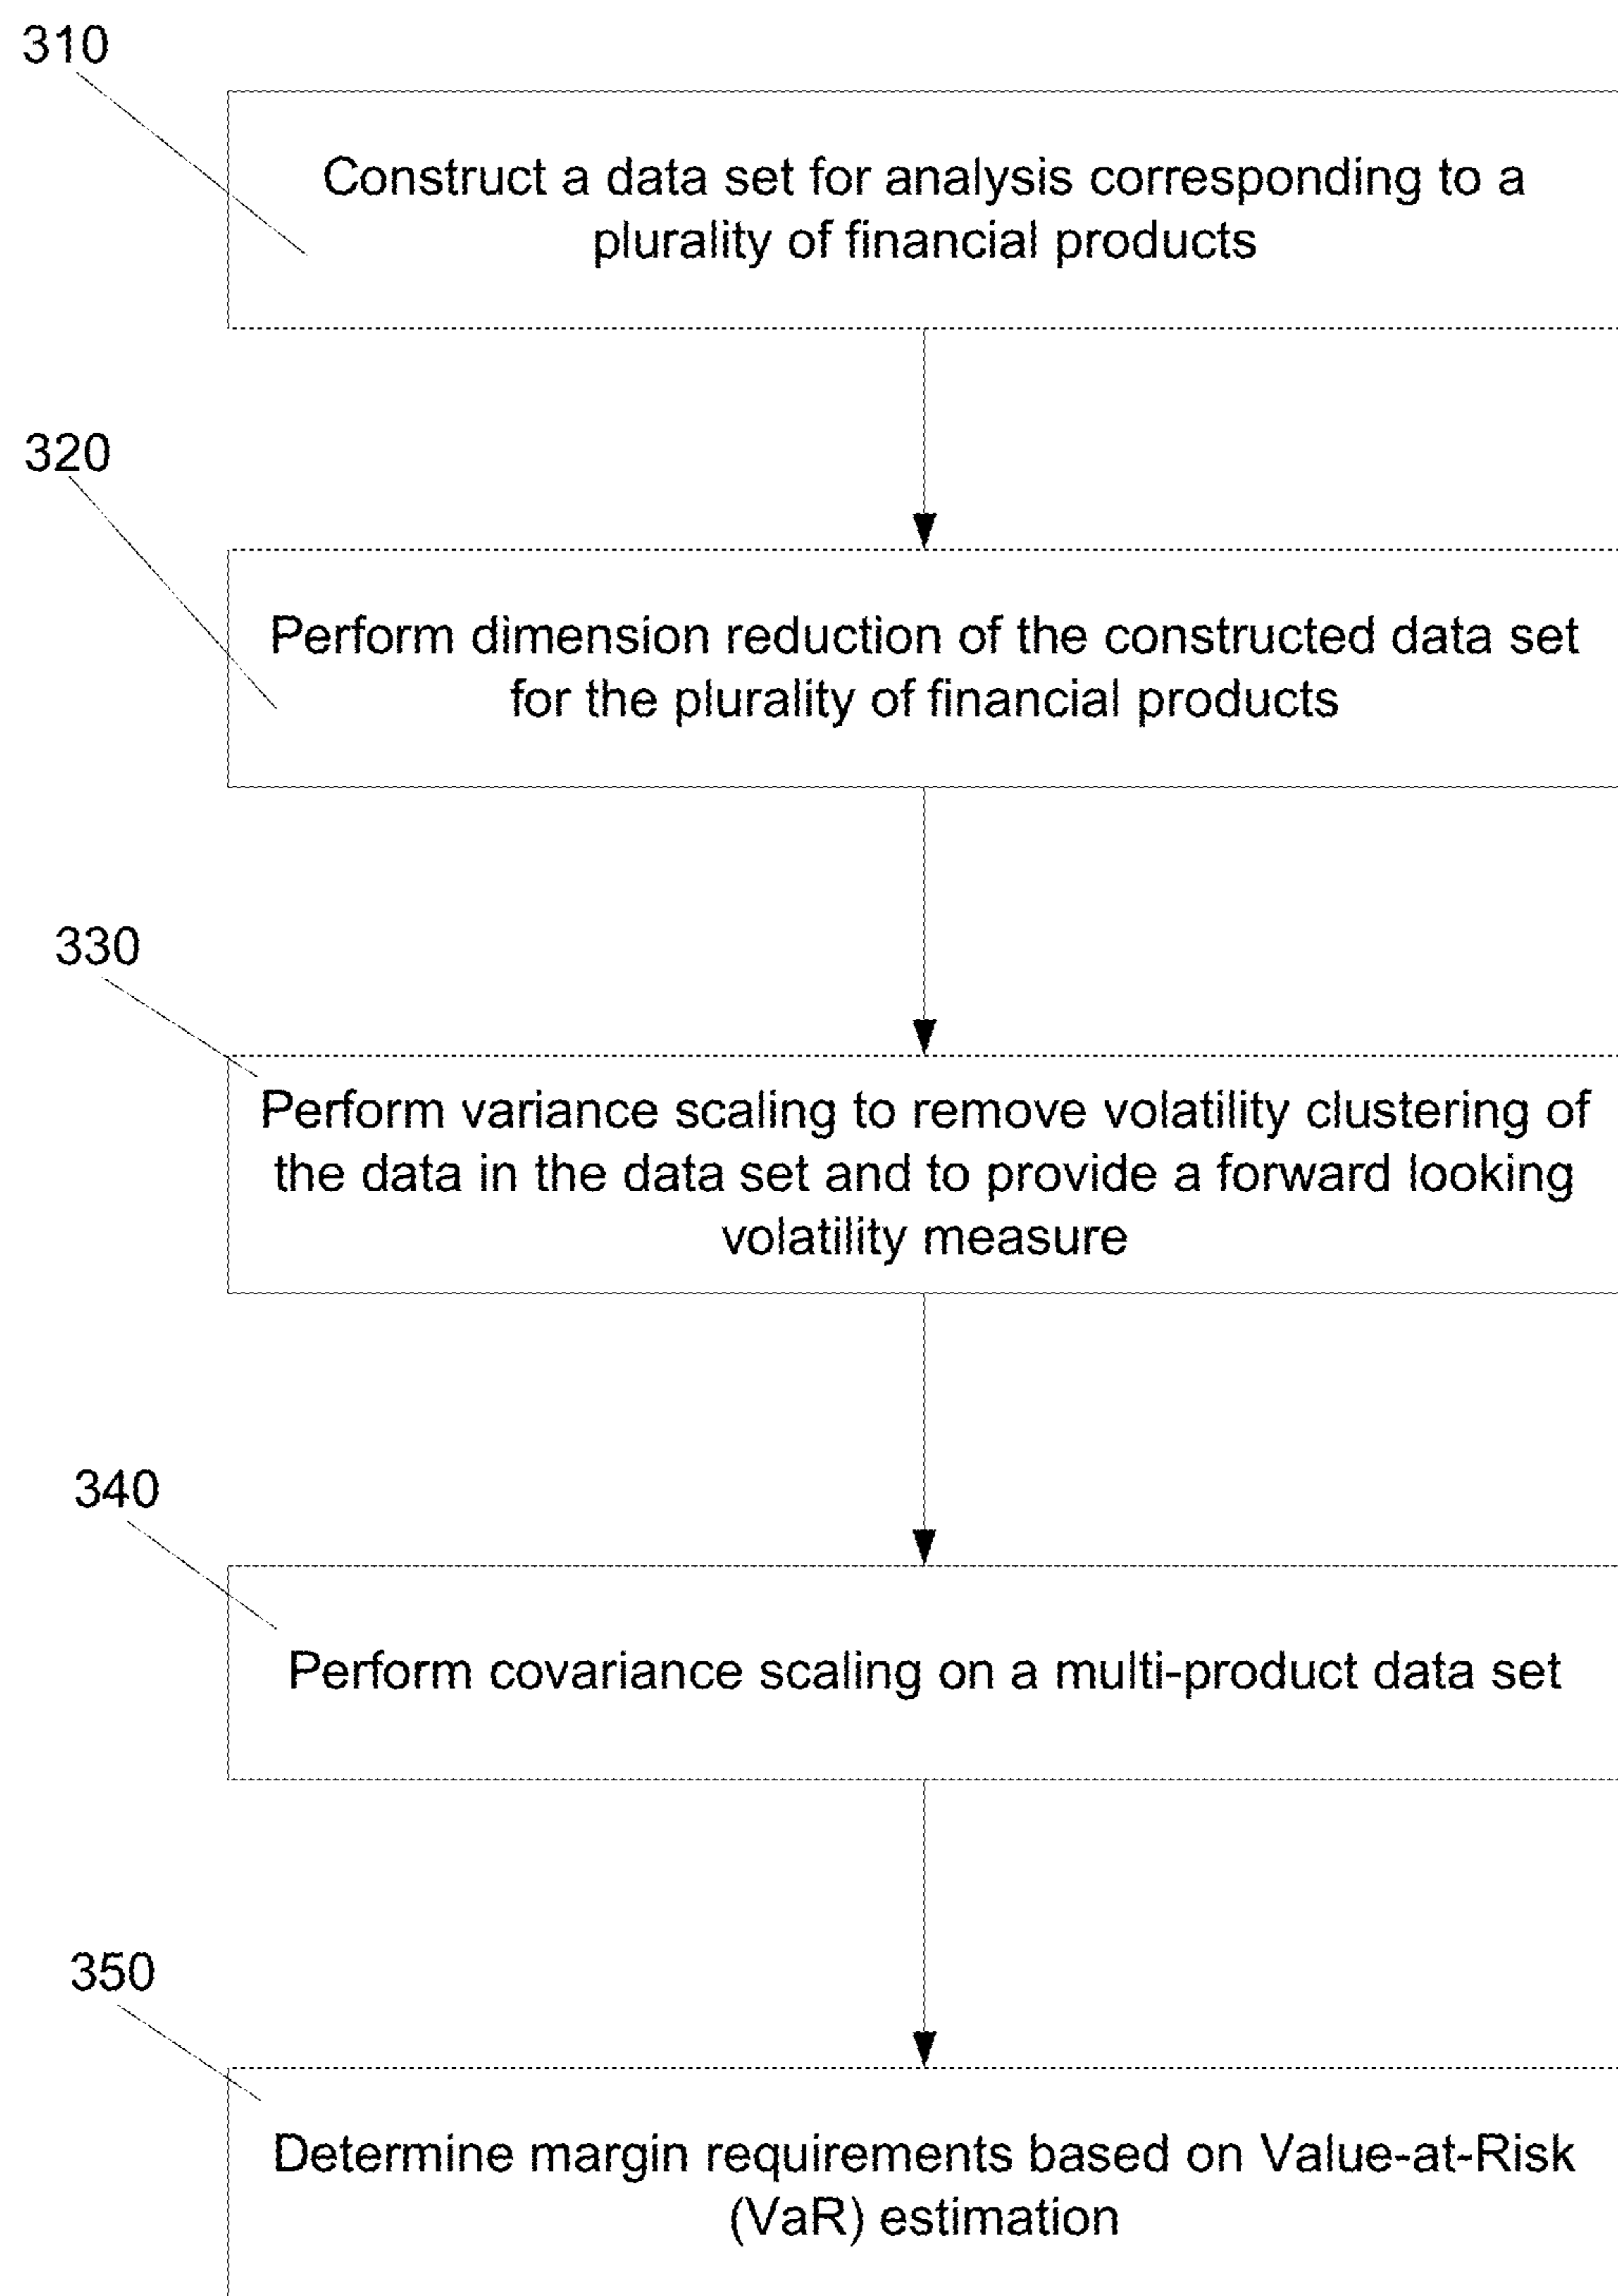 310
Construct a data set for analysis corresponding to a
plurality of financial products
320
Perform dimension reduction of the constructed data set
for the plurality of financial products
330
Perform variance scaling to remove volatility clustering of
the data in the data set and to provide a forward looking
volatility measure
340
Perform covariance scaling on a multi-product data set
350
Determine margin requirements based on Value-at-Risk
(VaR) estimation